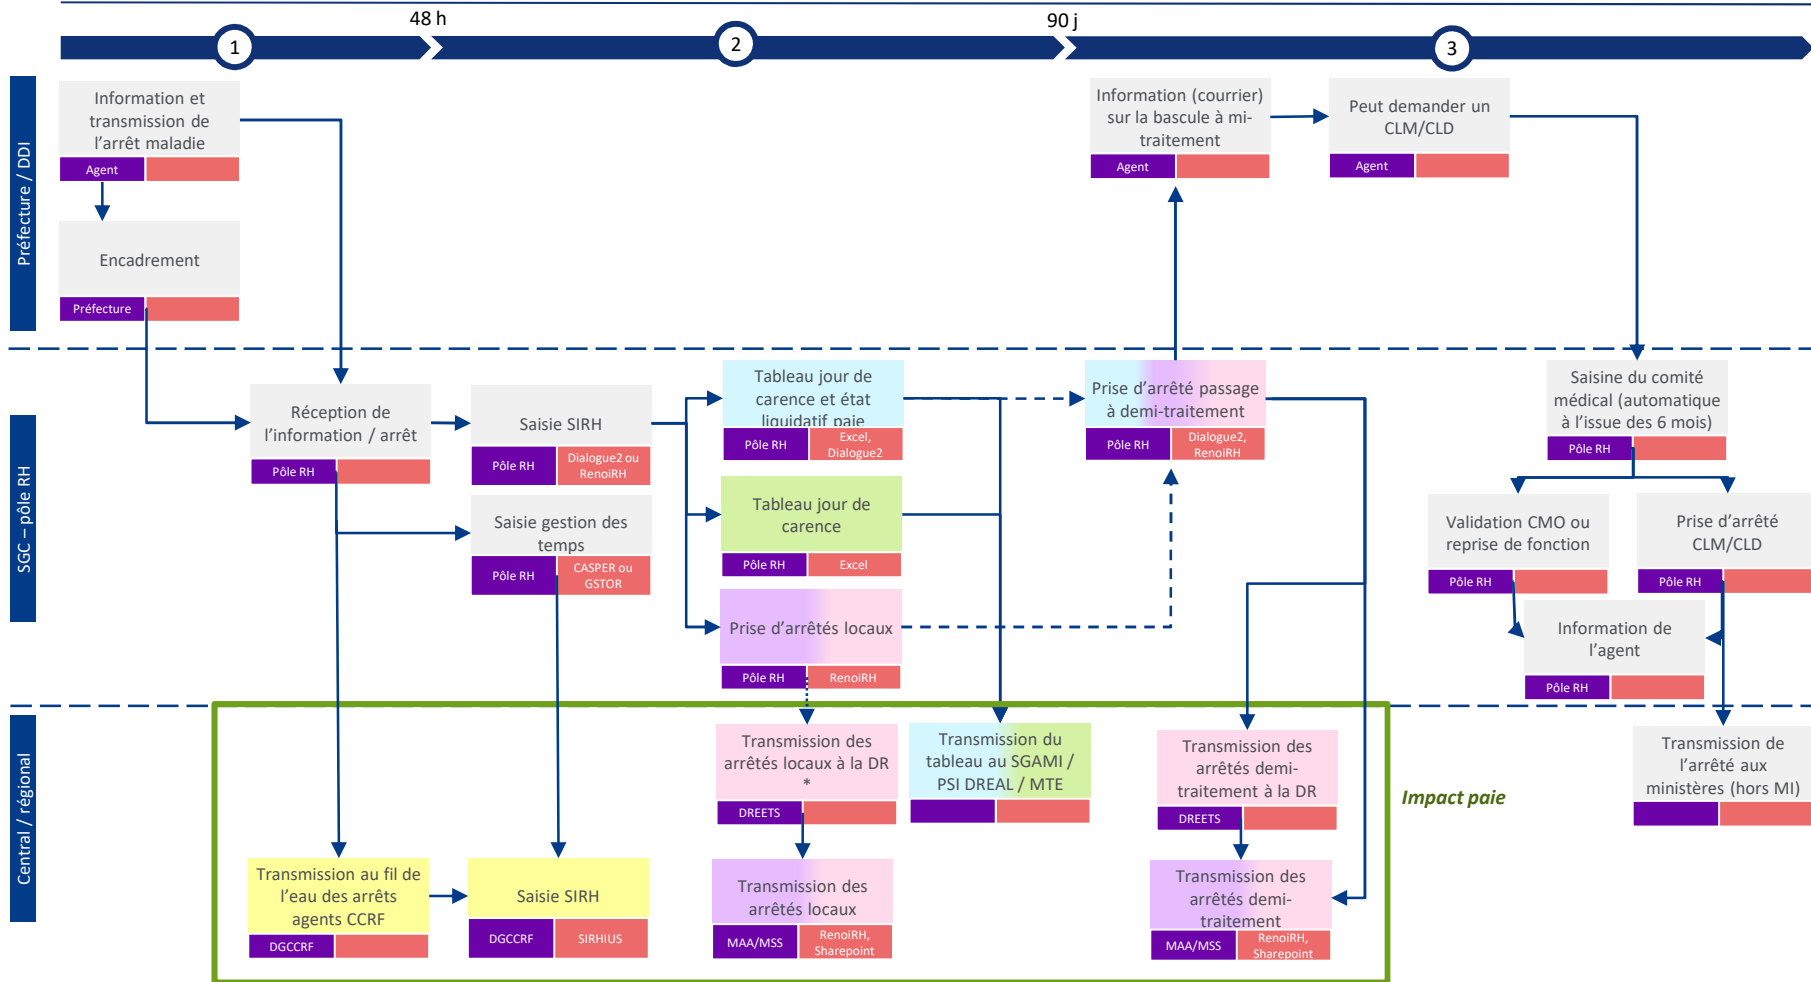 48 h
90 j
1
2
3
Préfecture / DDI
Information et
transmission de
l'arrêt maladie
Agent
Encadrement
Préfecture
Information (courrier)
sur la bascule à mi-
traitement
Agent
Peut demander un
CLM/CLD
Agent
SGC – pôle RH
Réception de
l'information / arrêt
Pôle RH
Saisie SIRH
Pôle RH
Dialogue2 ou
RenoiRH
Saisie gestion des
temps
Pôle RH
CASPER ou
GSTOR
Tableau jour de
carence et état
liquidatif paie
Pôle RH
Excel,
Dialogue2
Tableau jour de
carence
Pôle RH
Excel
Prise d'arrêtés locaux
Pôle RH
RenoiRH
Prise d'arrêté passage
à demi-traitement
Pôle RH
Dialogue2,
RenoiRH
Saisine du comité
médical (automatique
à l'issue des 6 mois)
Pôle RH
Validation CMO ou
reprise de fonction
Pôle RH
Prise d'arrêté
CLM/CLD
Pôle RH
Information de
l'agent
Pôle RH
Central / régional
Transmission au fil de
l'eau des arrêts
agents CCRF
DGCCRF
Saisie SIRH
DGCCRF
SIRHIUS
Transmission des
arrêtés locaux à la DR
*
DREETS
Transmission des
arrêtés locaux
MAA/MSS
RenoiRH,
Sharepoint
Transmission du
tableau au SGAMI /
PSI DREAL / MTE
Transmission des
arrêtés demi-
traitement à la DR
DREETS
Transmission des
arrêtés demi-
traitement
MAA/MSS
RenoiRH,
Sharepoint
Impact paie
Transmission de
l'arrêté aux
ministères (hors MI)